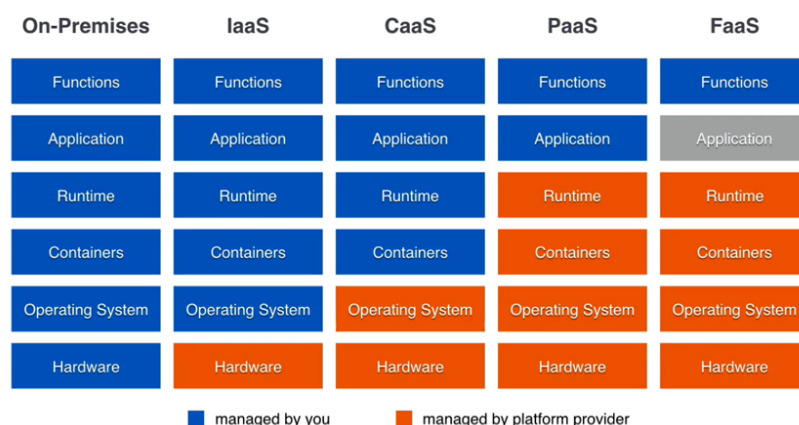 On-Premises IaaS CaaS PaaS FaaS
Functions Functions Functions Functions Functions
Application Application Application Application Application
Runtime Runtime Runtime Runtime Runtime
Containers Containers Containers Containers Containers
Operating System Operating System Operating System Operating System Operating System
Hardware Hardware Hardware Hardware Hardware
managed by you managed by platform provider